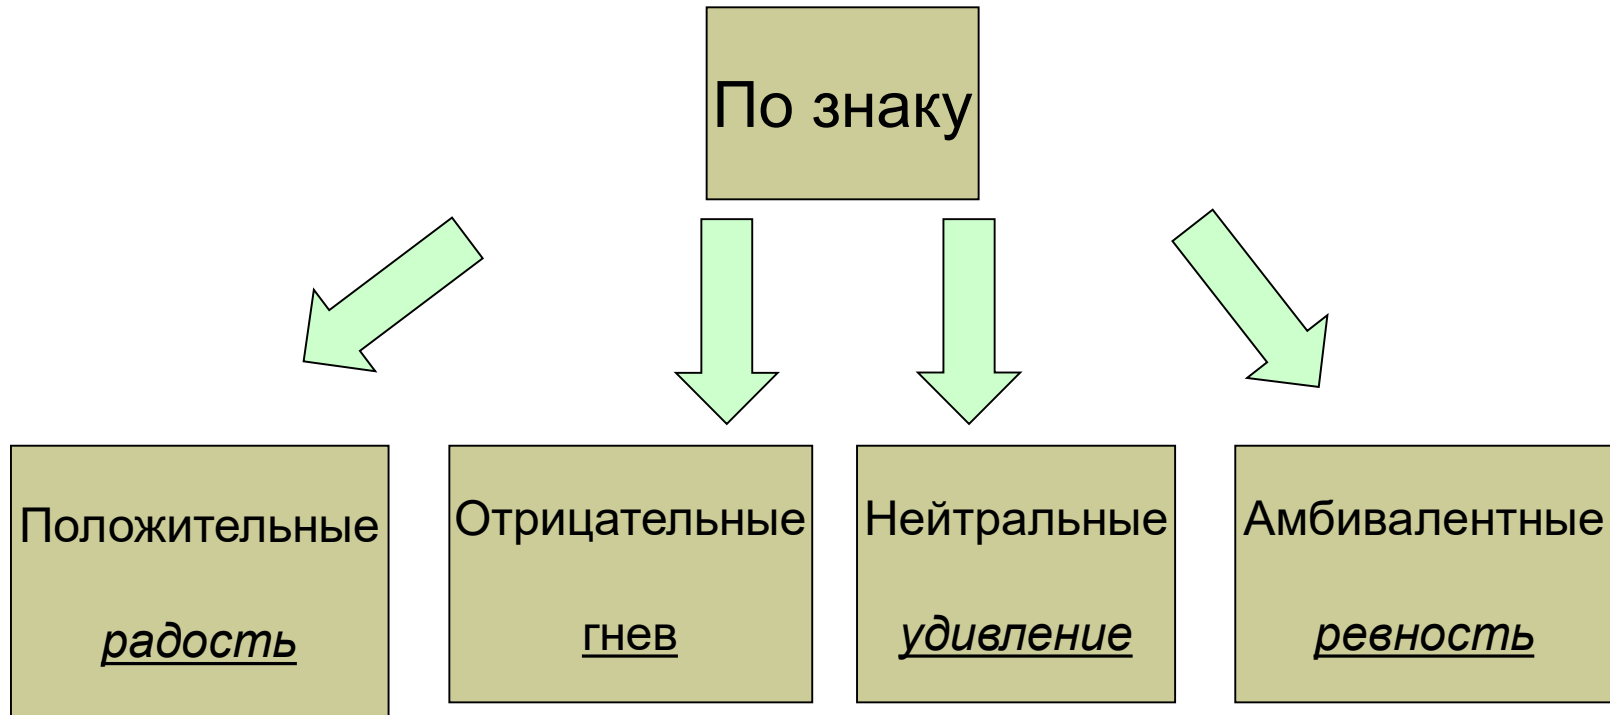 По знаку
Положительные
радость
Отрицательные
гнев
Нейтральные
удивление
Амбивалентные
ревность